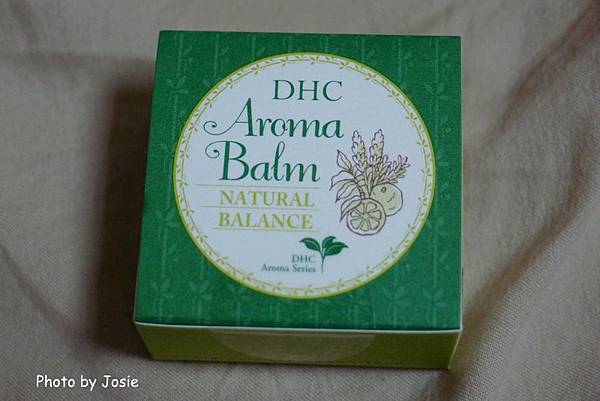 DHC
Aroma
Balm
NATURAL
BALANCE
DHC
Aroma Series
Photo by Josie